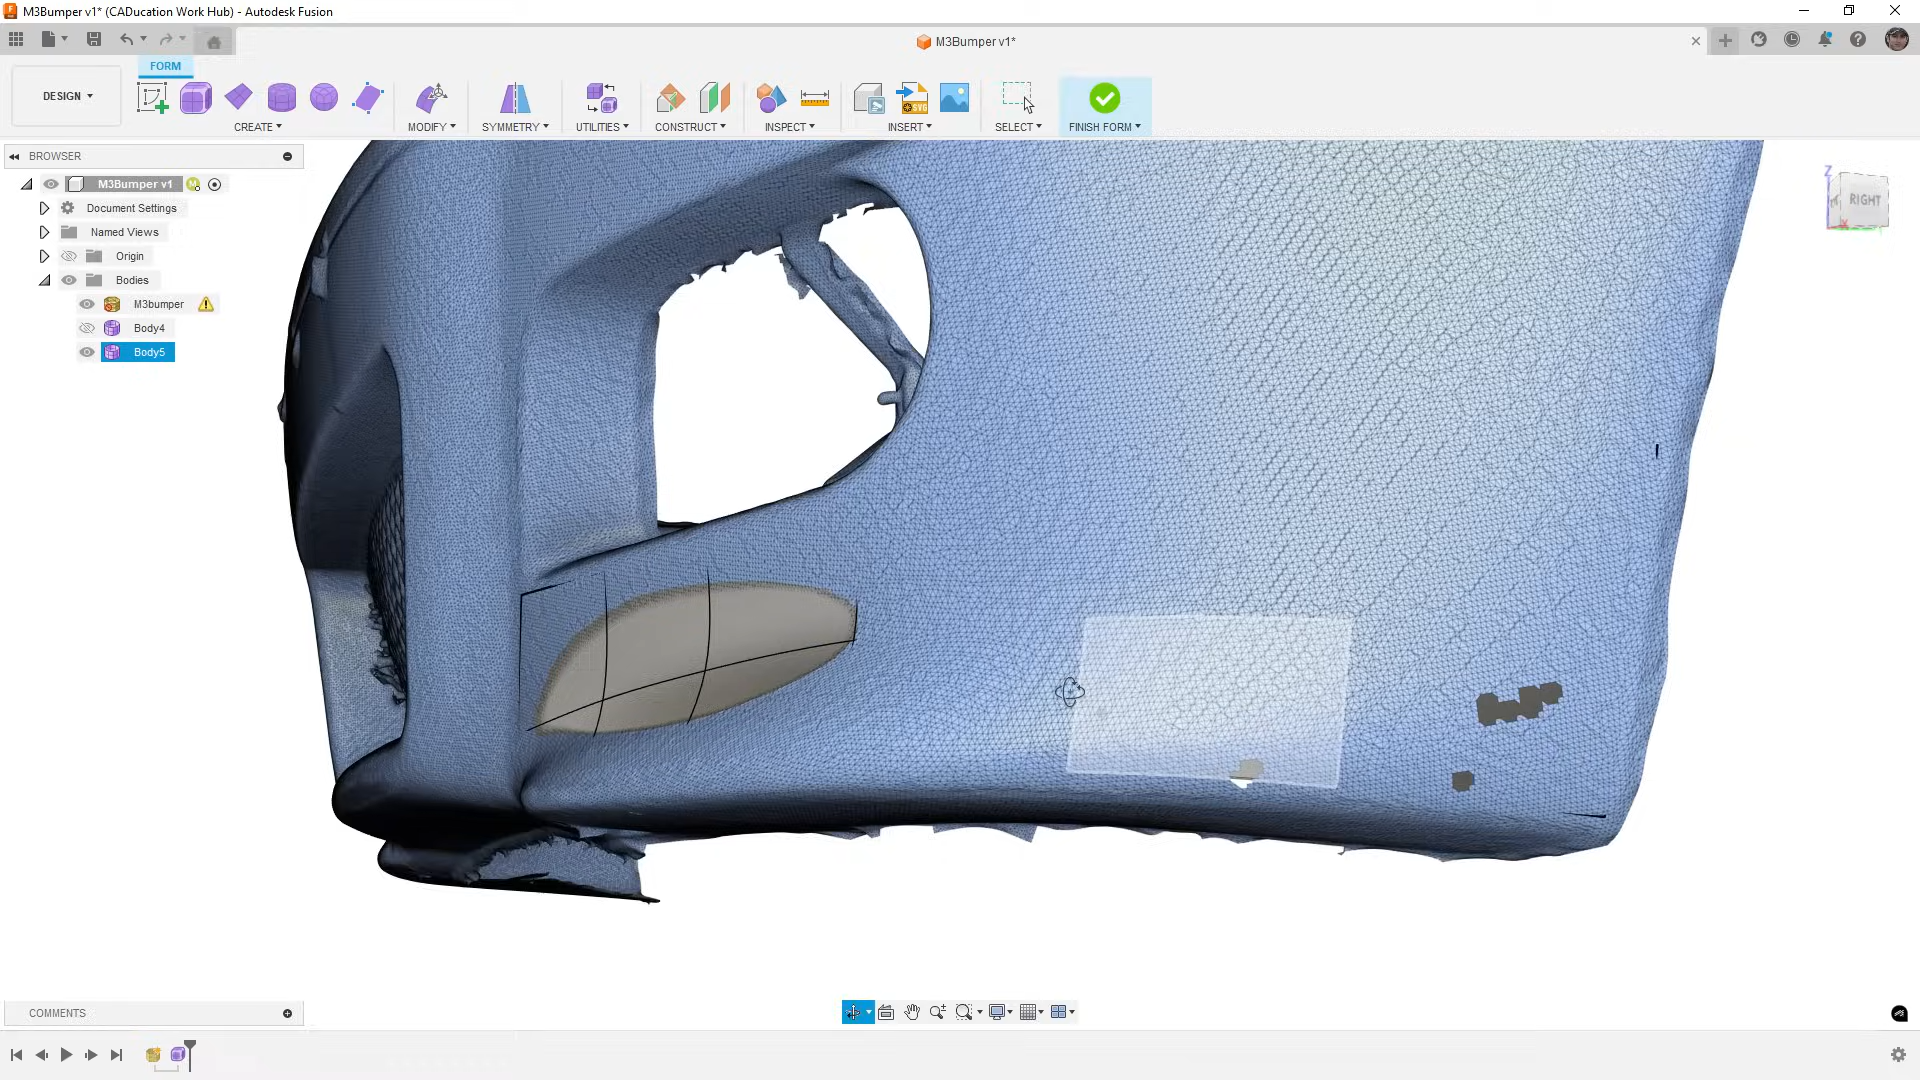 M3Bumper v1* (CADucation Work Hub) - Autodesk Fusion
M3Bumper v1*
FORM
DESIGN
CREATE
MODIFY
SYMMETRY
UTILITIES
CONSTRUCT
INSPECT
INSERT
SELECT
FINISH FORM
BROWSER
M3Bumper v1
Document Settings
Named Views
Origin
Bodies
M3bumper
Body4
Body5
Z
RIGHT
X
COMMENTS